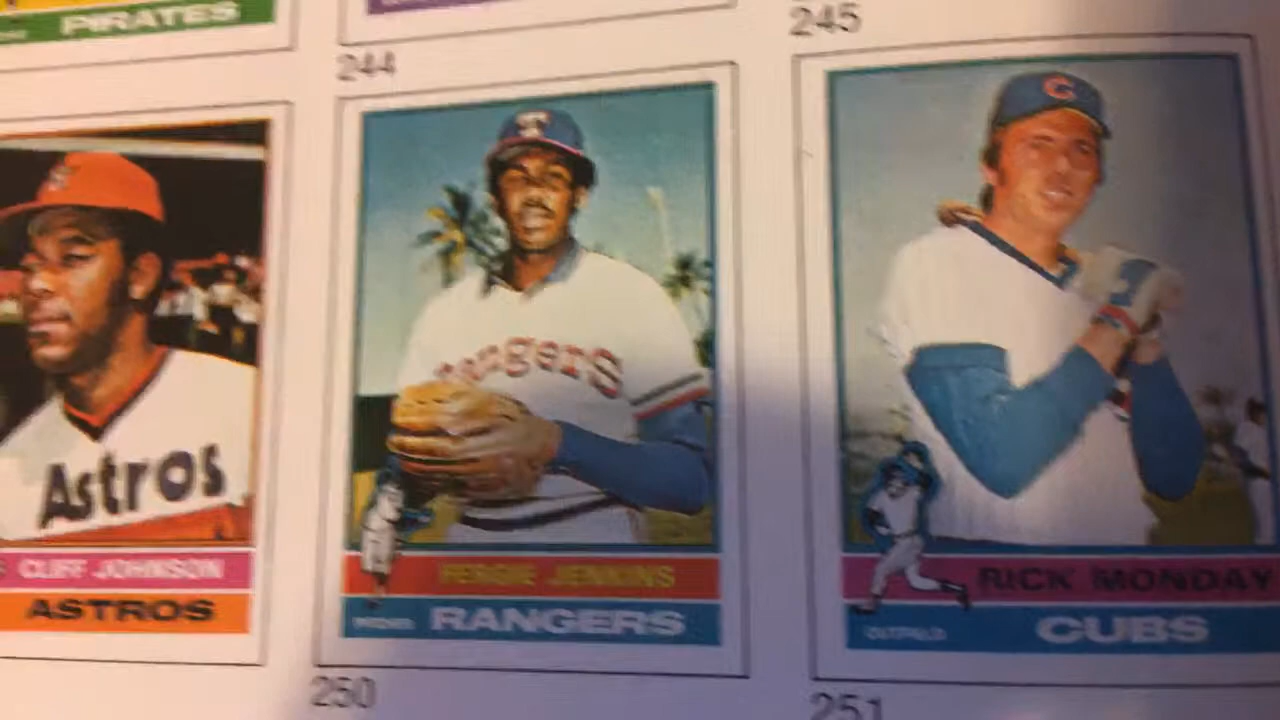 PIRATES
244
245
Astros
CLIFF JOHNSON
ASTROS
T
Rangers
FERGIE JENKINS
RANGERS
250
C
RICK MONDAY
OUTFIELD
CUBS
251